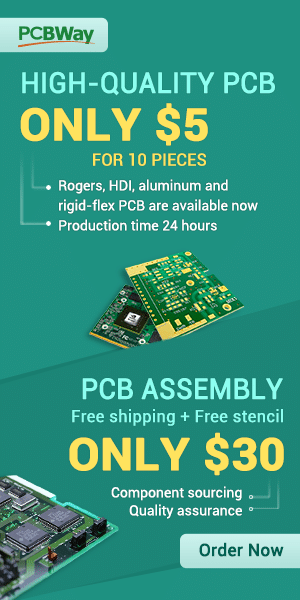 PCBWay
HIGH-QUALITY PCB
ONLY $5
FOR 10 PIECES
Rogers, HDI, aluminum and
rigid-flex PCB are available now
Production time 24 hours
PCB ASSEMBLY
Free shipping + Free stencil
ONLY $30
Component sourcing
Quality assurance
Order Now